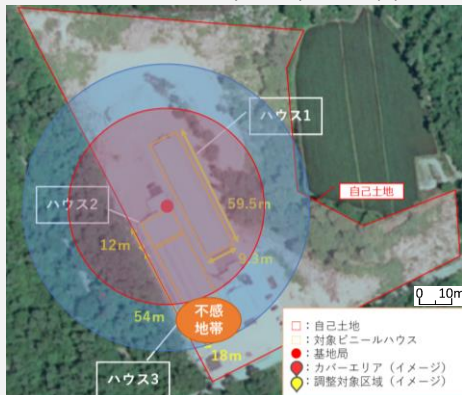 ハウス1
自己土地
ハウス2
59.5m
12m
9.3m
0 10m
54m
不感
地帯
18m
ハウス3
：自己土地
：対象ビニールハウス
：基地局
：カバーエリア（イメージ）
：調整対象区域（イメージ）